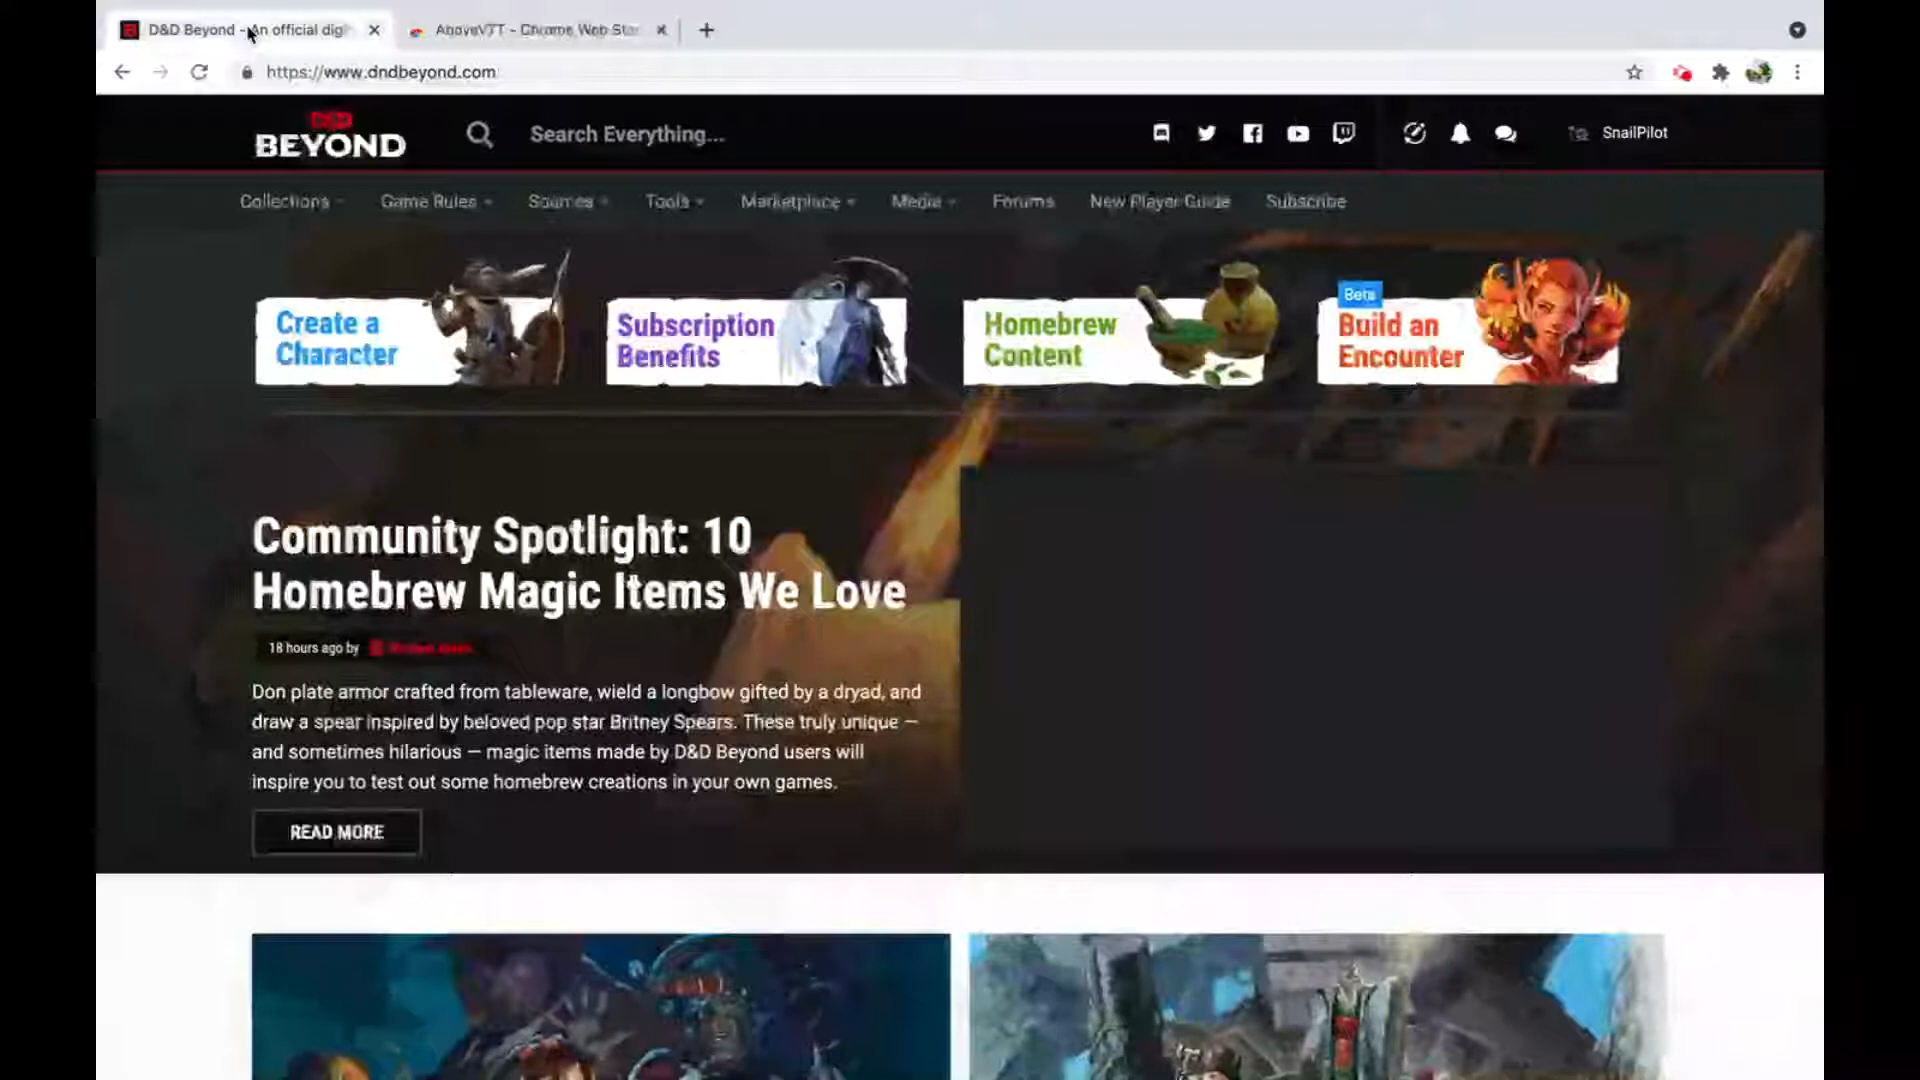 D&D Beyond - An official digi
AboveVTT - Chrome Web Stor
https://www.dndbeyond.com
D&D
BEYOND
Search Everything...
SnailPilot
Collections
Game Rules
Sources
Tools
Marketplace
Media
Forums
New Player Guide
Subscribe
Create a
Character
Subscription
Benefits
Homebrew
Content
Beta
Build an
Encounter
Community Spotlight: 10
Homebrew Magic Items We Love
18 hours ago by
Don plate armor crafted from tableware, wield a longbow gifted by a dryad, and
draw a spear inspired by beloved pop star Britney Spears. These truly unique —
and sometimes hilarious — magic items made by D&D Beyond users will
inspire you to test out some homebrew creations in your own games.
READ MORE